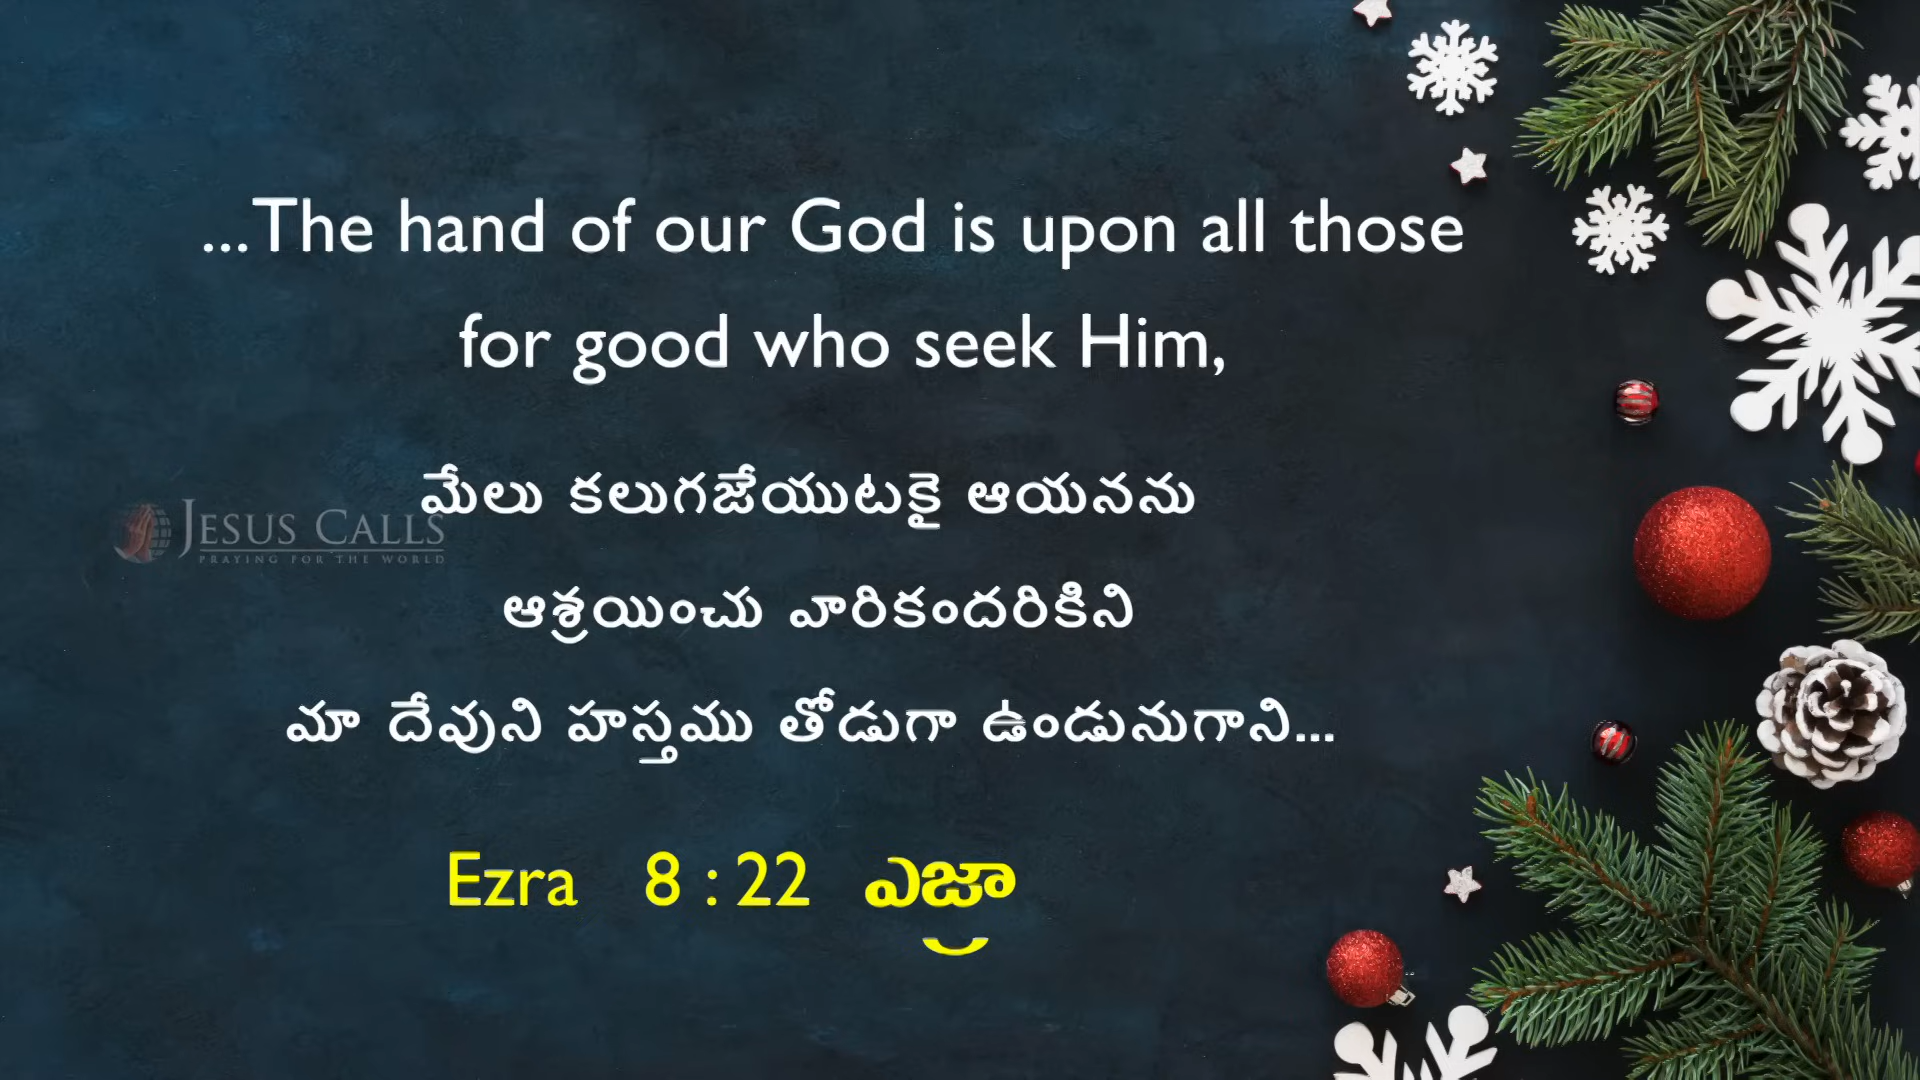 ...The hand of our God is upon all those
for good who seek Him,
మేలు కలుగజేయుటకై ఆయనను
JESUS CALLS
PRAYING FOR THE WORLD
ఆశ్రయించు వారికందరికిని
మా దేవుని హస్తము తోడుగా ఉండునుగాని...
Ezra 8 : 22 ఎజ్రా